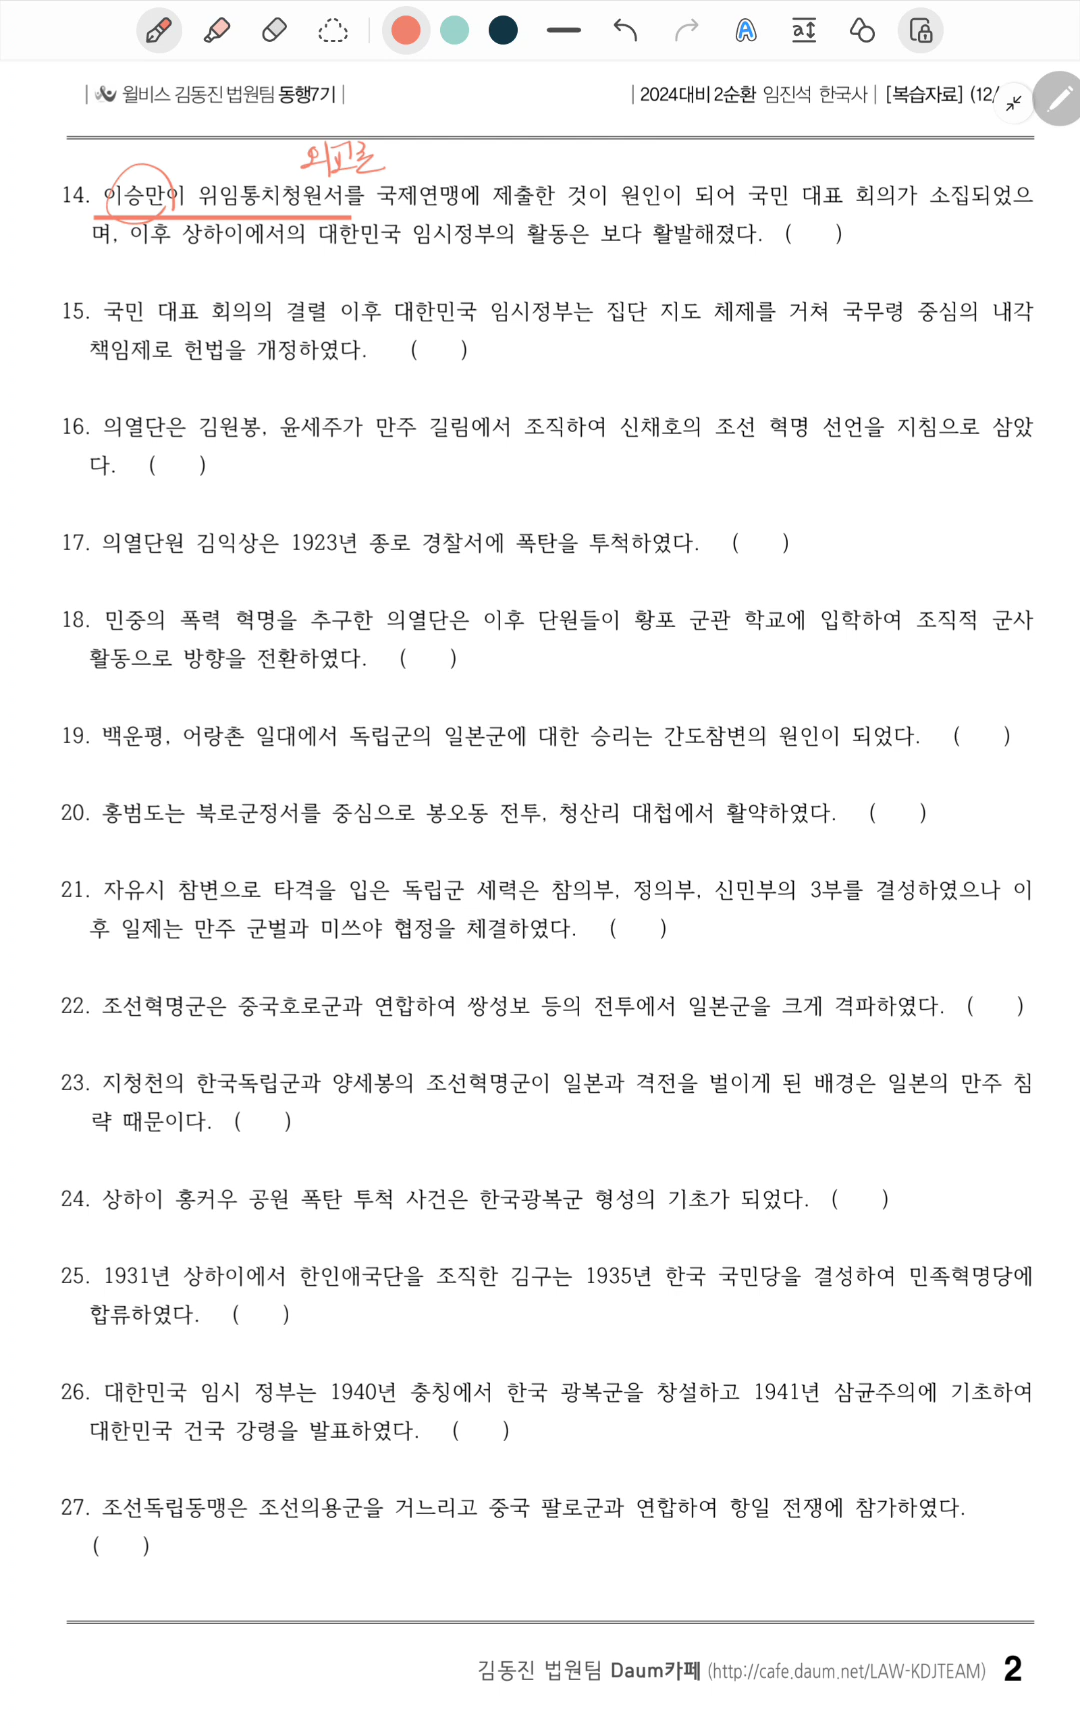 윌비스 김동진법원팀 동행7기
2024대비 2순환 임진석 한국사 | [복습자료] (12/
외교론
14. 이승만이 위임통치청원서를 국제연맹에 제출한 것이 원인이 되어 국민 대표 회의가 소집되었으
며, 이후 상하이에서의 대한민국 임시정부의 활동은 보다 활발해졌다. (    )
15. 국민 대표 회의의 결렬 이후 대한민국 임시정부는 집단 지도 체제를 거쳐 국무령 중심의 내각
책임제로 헌법을 개정하였다. (    )
16. 의열단은 김원봉, 윤세주가 만주 길림에서 조직하여 신채호의 조선 혁명 선언을 지침으로 삼았
다. (    )
17. 의열단원 김익상은 1923년 종로 경찰서에 폭탄을 투척하였다. (    )
18. 민중의 폭력 혁명을 추구한 의열단은 이후 단원들이 황포 군관 학교에 입학하여 조직적 군사
활동으로 방향을 전환하였다. (    )
19. 백운평, 어랑촌 일대에서 독립군의 일본군에 대한 승리는 간도참변의 원인이 되었다. (    )
20. 홍범도는 북로군정서를 중심으로 봉오동 전투, 청산리 대첩에서 활약하였다. (    )
21. 자유시 참변으로 타격을 입은 독립군 세력은 참의부, 정의부, 신민부의 3부를 결성하였으나 이
후 일제는 만주 군벌과 미쓰야 협정을 체결하였다. (    )
22. 조선혁명군은 중국호로군과 연합하여 쌍성보 등의 전투에서 일본군을 크게 격파하였다. (    )
23. 지청천의 한국독립군과 양세봉의 조선혁명군이 일본과 격전을 벌이게 된 배경은 일본의 만주 침
략 때문이다. (    )
24. 상하이 홍커우 공원 폭탄 투척 사건은 한국광복군 형성의 기초가 되었다. (    )
25. 1931년 상하이에서 한인애국단을 조직한 김구는 1935년 한국 국민당을 결성하여 민족혁명당에
합류하였다. (    )
26. 대한민국 임시 정부는 1940년 충칭에서 한국 광복군을 창설하고 1941년 삼균주의에 기초하여
대한민국 건국 강령을 발표하였다. (    )
27. 조선독립동맹은 조선의용군을 거느리고 중국 팔로군과 연합하여 항일 전쟁에 참가하였다.
(    )
김동진 법원팀 Daum카페 (http://cafe.daum.net/LAW-KDJTEAM) 2